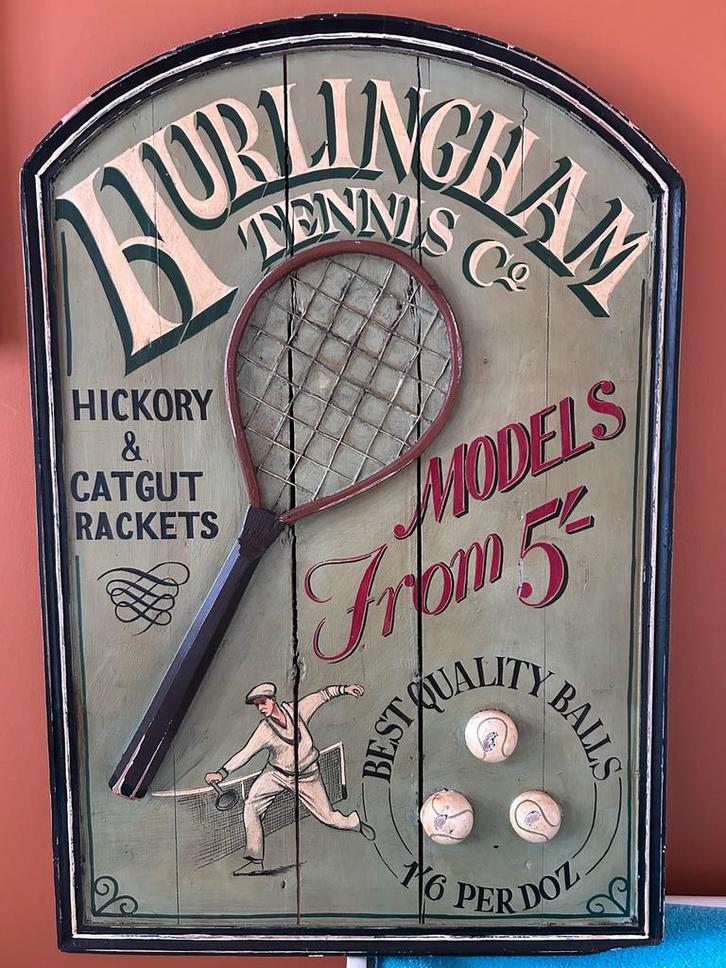 HURLINGHAM
TENNIS Co
HICKORY
&
CATGUT
RACKETS
MODELS
From 5/-
BEST QUALITY BALLS
1/6 PER DOZ